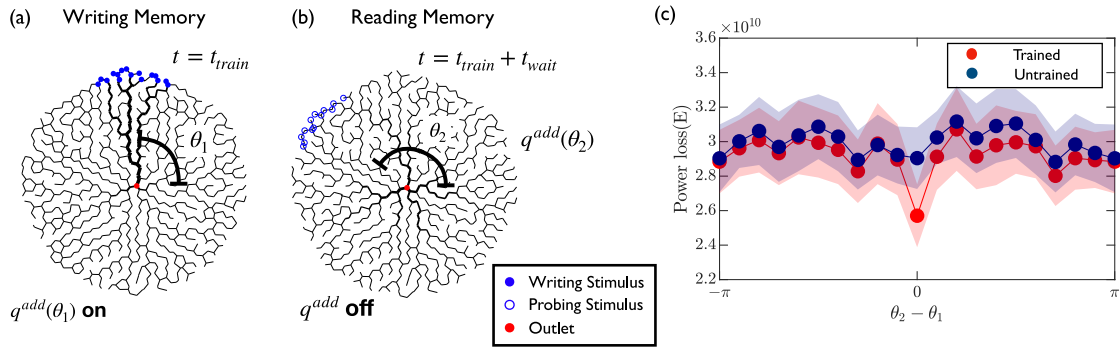 (a) Writing Memory
t = t_train
θ1
q^add(θ1) on
(b) Reading Memory
t = t_train + t_wait
θ2
q^add(θ2)
q^add off
Writing Stimulus
Probing Stimulus
Outlet
(c)
×10^10
3.6
3.4
3.2
3.0
2.8
2.6
2.4
2.2
Power loss(E)
Trained
Untrained
−π
0
π
θ2 − θ1